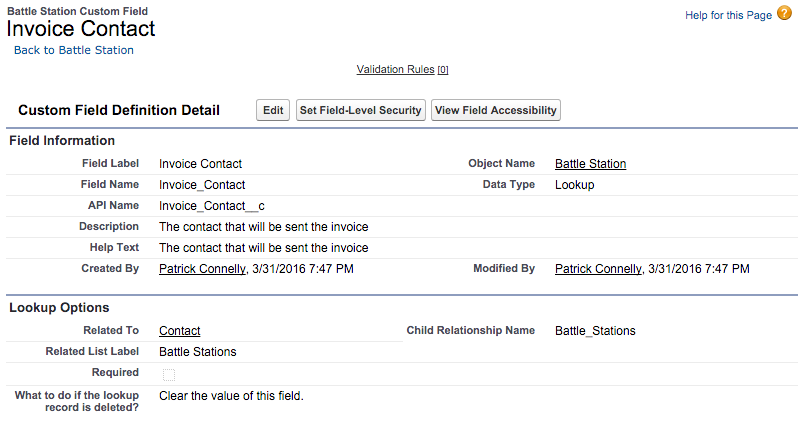 Battle Station Custom Field
Invoice Contact
Help for this Page ?
Back to Battle Station
Validation Rules [0]
Custom Field Definition Detail Edit Set Field-Level Security View Field Accessibility
Field Information
Field Label Invoice Contact Object Name Battle Station
Field Name Invoice_Contact Data Type Lookup
API Name Invoice_Contact__c
Description The contact that will be sent the invoice
Help Text The contact that will be sent the invoice
Created By Patrick Connelly, 3/31/2016 7:47 PM Modified By Patrick Connelly, 3/31/2016 7:47 PM
Lookup Options
Related To Contact Child Relationship Name Battle_Stations
Related List Label Battle Stations
Required
What to do if the lookup Clear the value of this field.
record is deleted?